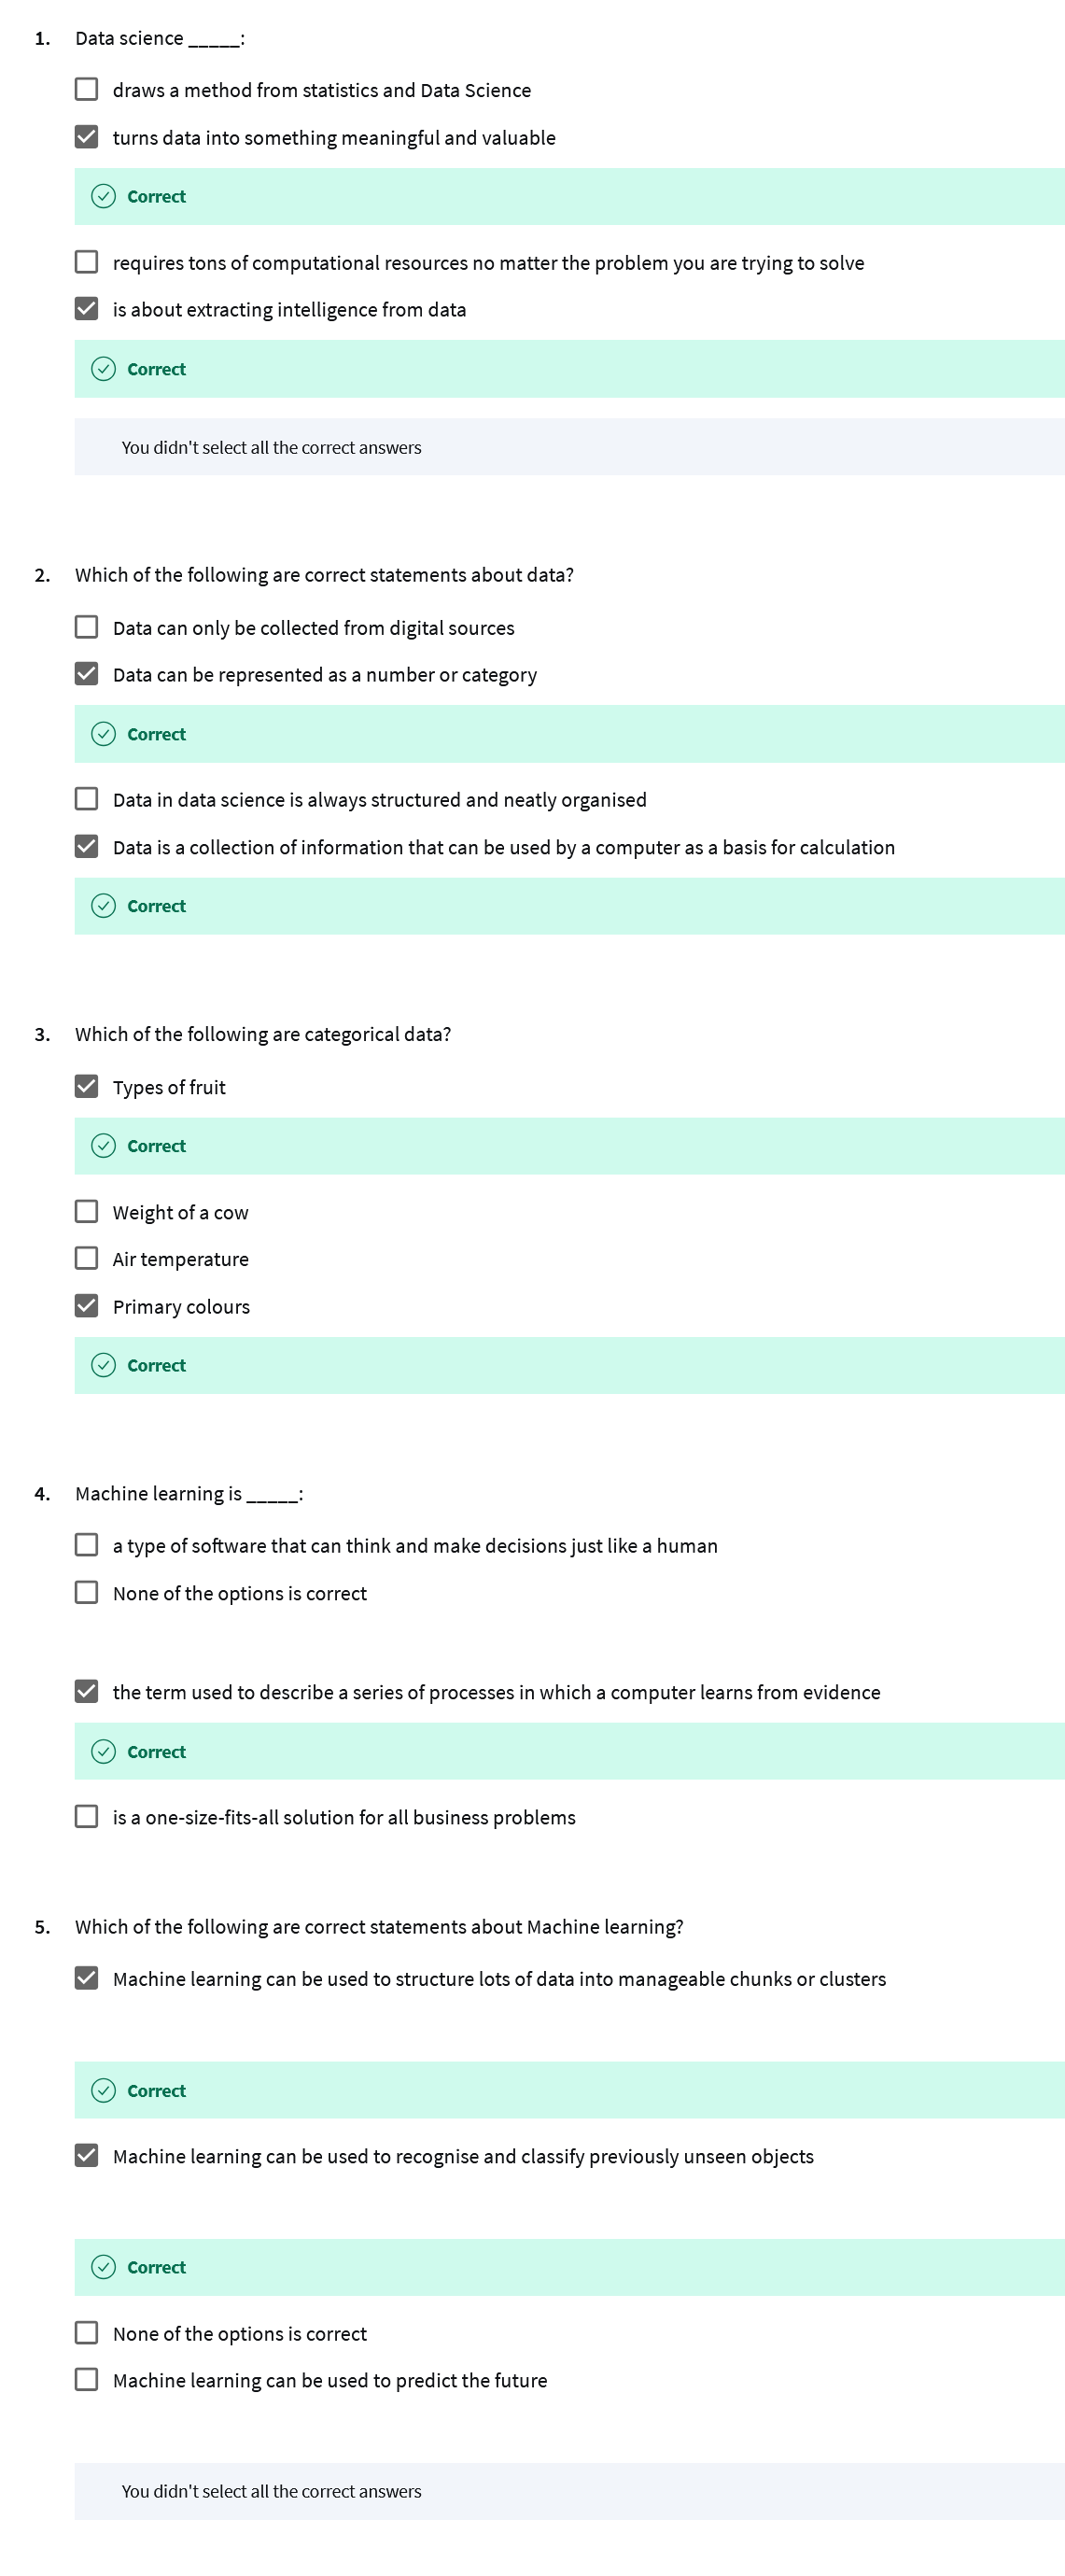 1. Data science _____:
draws a method from statistics and Data Science
turns data into something meaningful and valuable
Correct
requires tons of computational resources no matter the problem you are trying to solve
is about extracting intelligence from data
Correct
You didn't select all the correct answers
2. Which of the following are correct statements about data?
Data can only be collected from digital sources
Data can be represented as a number or category
Correct
Data in data science is always structured and neatly organised
Data is a collection of information that can be used by a computer as a basis for calculation
Correct
3. Which of the following are categorical data?
Types of fruit
Correct
Weight of a cow
Air temperature
Primary colours
Correct
4. Machine learning is _____:
a type of software that can think and make decisions just like a human
None of the options is correct
the term used to describe a series of processes in which a computer learns from evidence
Correct
is a one-size-fits-all solution for all business problems
5. Which of the following are correct statements about Machine learning?
Machine learning can be used to structure lots of data into manageable chunks or clusters
Correct
Machine learning can be used to recognise and classify previously unseen objects
Correct
None of the options is correct
Machine learning can be used to predict the future
You didn't select all the correct answers